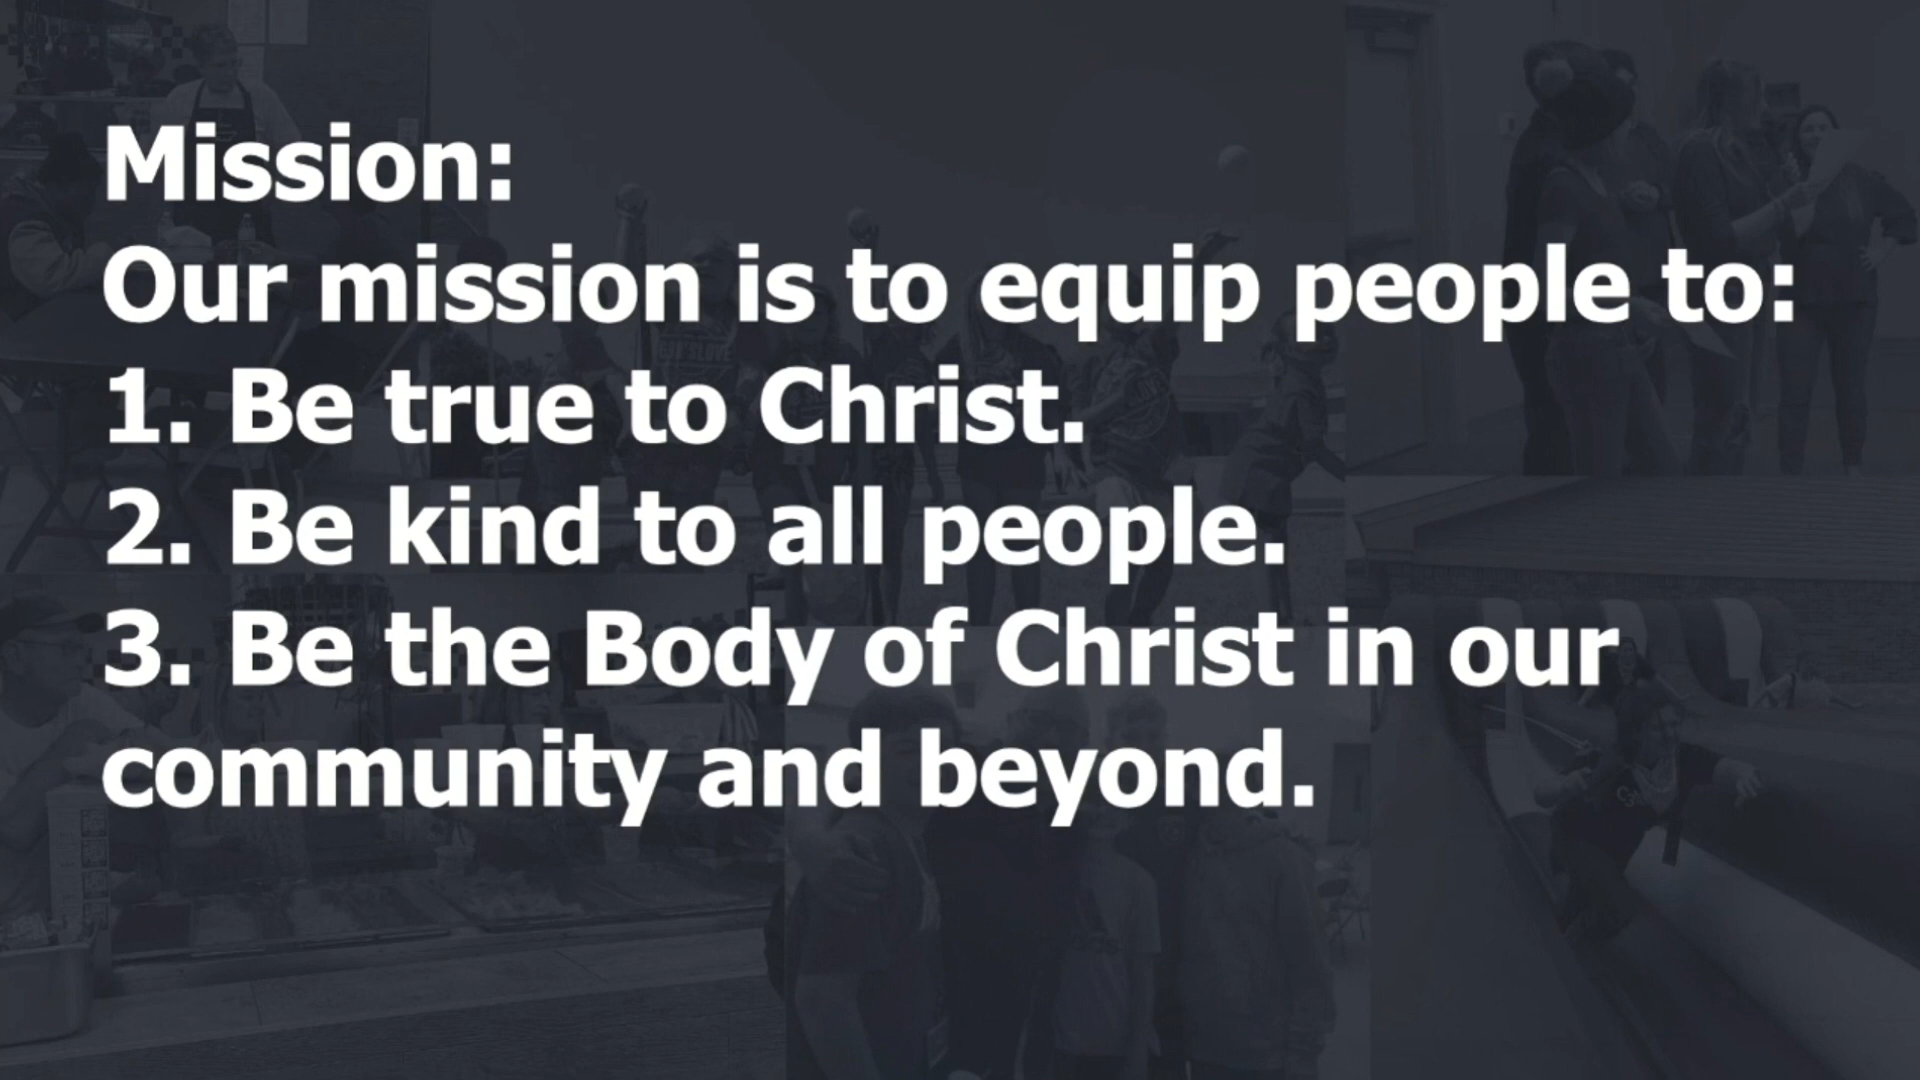 Mission:
Our mission is to equip people to:
1. Be true to Christ.
2. Be kind to all people.
3. Be the Body of Christ in our
community and beyond.